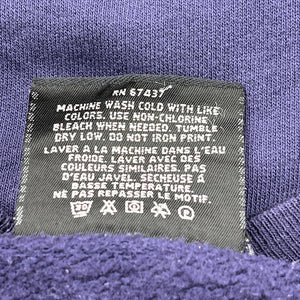 RN 67437
MACHINE WASH COLD WITH LIKE
COLORS. USE NON-CHLORINE
BLEACH WHEN NEEDED. TUMBLE
DRY LOW. DO NOT IRON PRINT.
LAVER A LA MACHINE DANS L'EAU
FROIDE. LAVER AVEC DES
COULEURS SIMILAIRES. PAS
D'EAU JAVEL. SECHEUSE A
BASSE TEMPERATURE.
NE PAS REPASSER LE MOTIF.